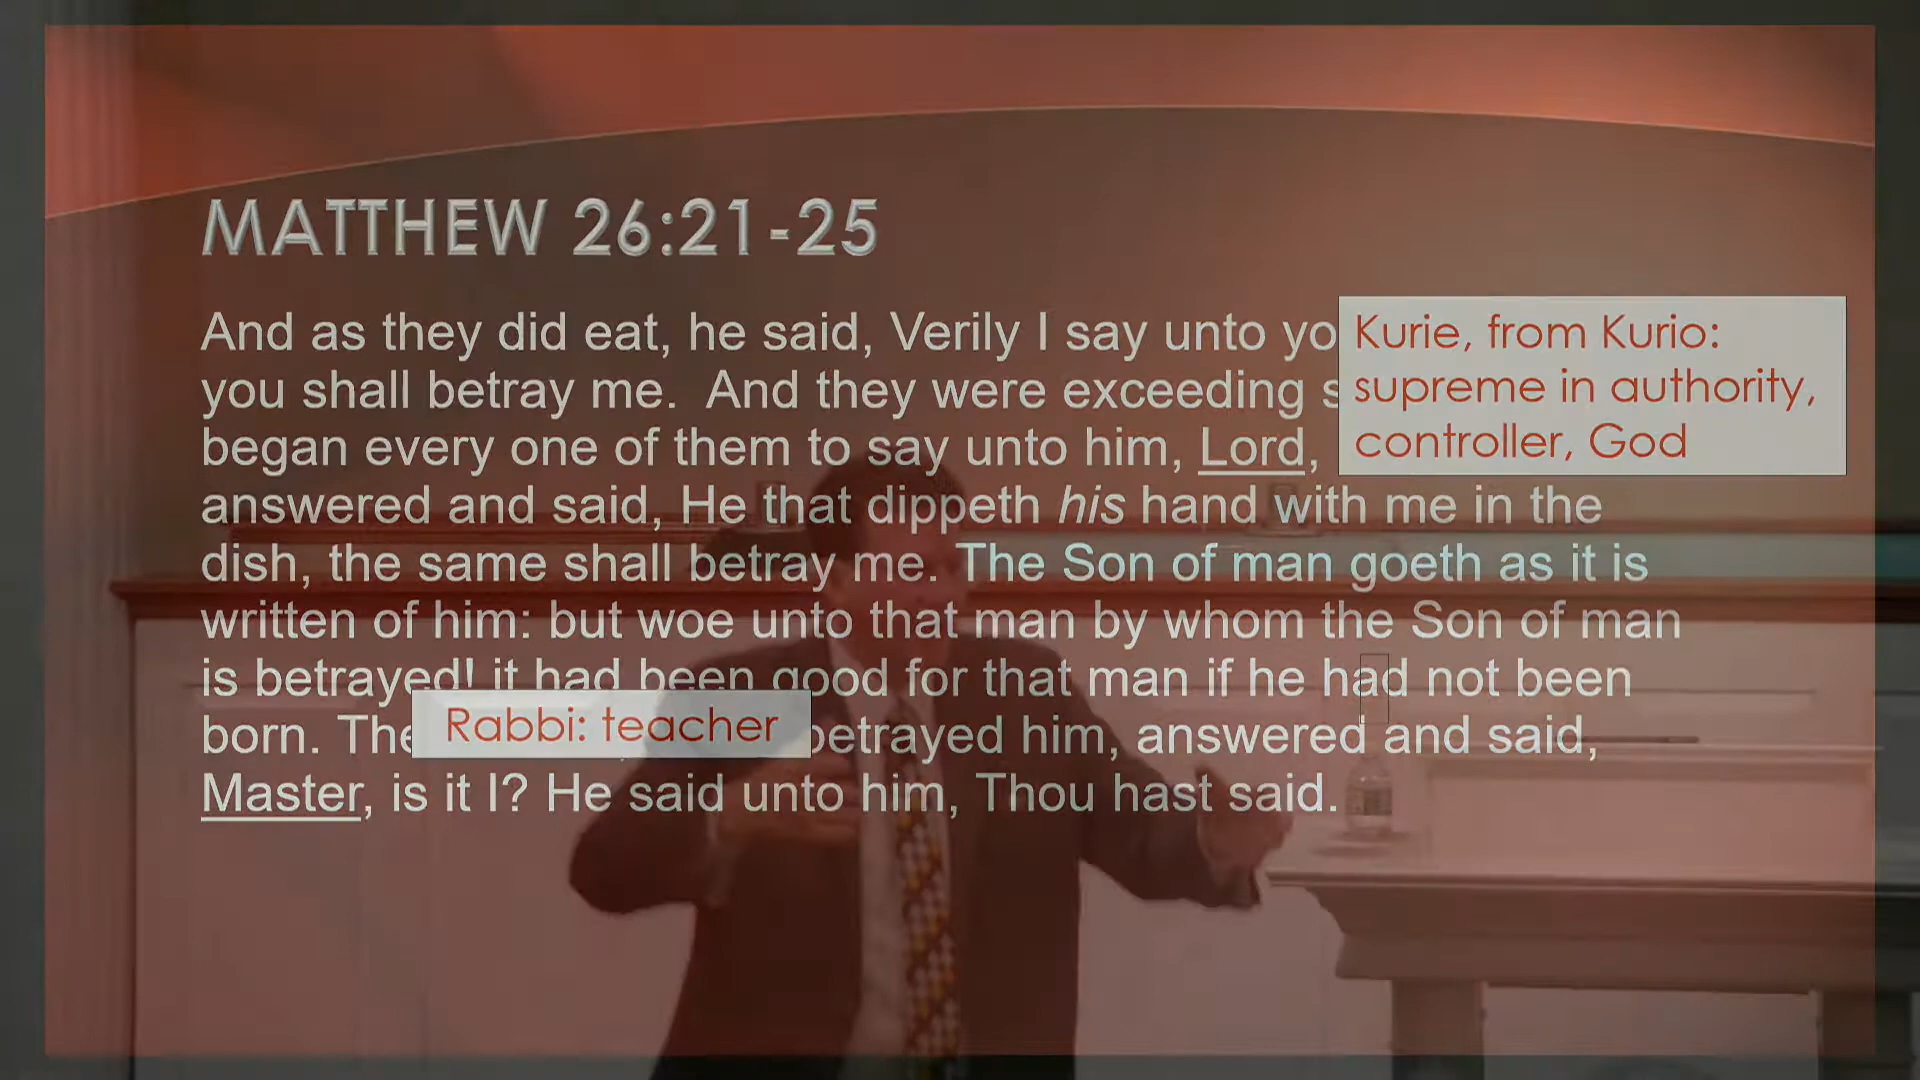 MATTHEW 26:21-25
And as they did eat, he said, Verily I say unto yo
Kurie, from Kurio:
you shall betray me. And they were exceeding s
supreme in authority,
began every one of them to say unto him, Lord,
controller, God
answered and said, He that dippeth his hand with me in the
dish, the same shall betray me. The Son of man goeth as it is
written of him: but woe unto that man by whom the Son of man
is betrayed! it had been good for that man if he had not been
born. The
Rabbi: teacher
betrayed him, answered and said,
Master, is it I? He said unto him, Thou hast said.